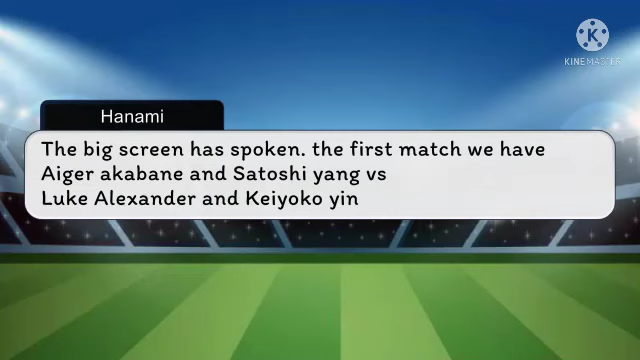 KINEMASTER
Hanami
The big screen has spoken. the first match we have
Aiger akabane and Satoshi yang vs
Luke Alexander and Keiyoko yin